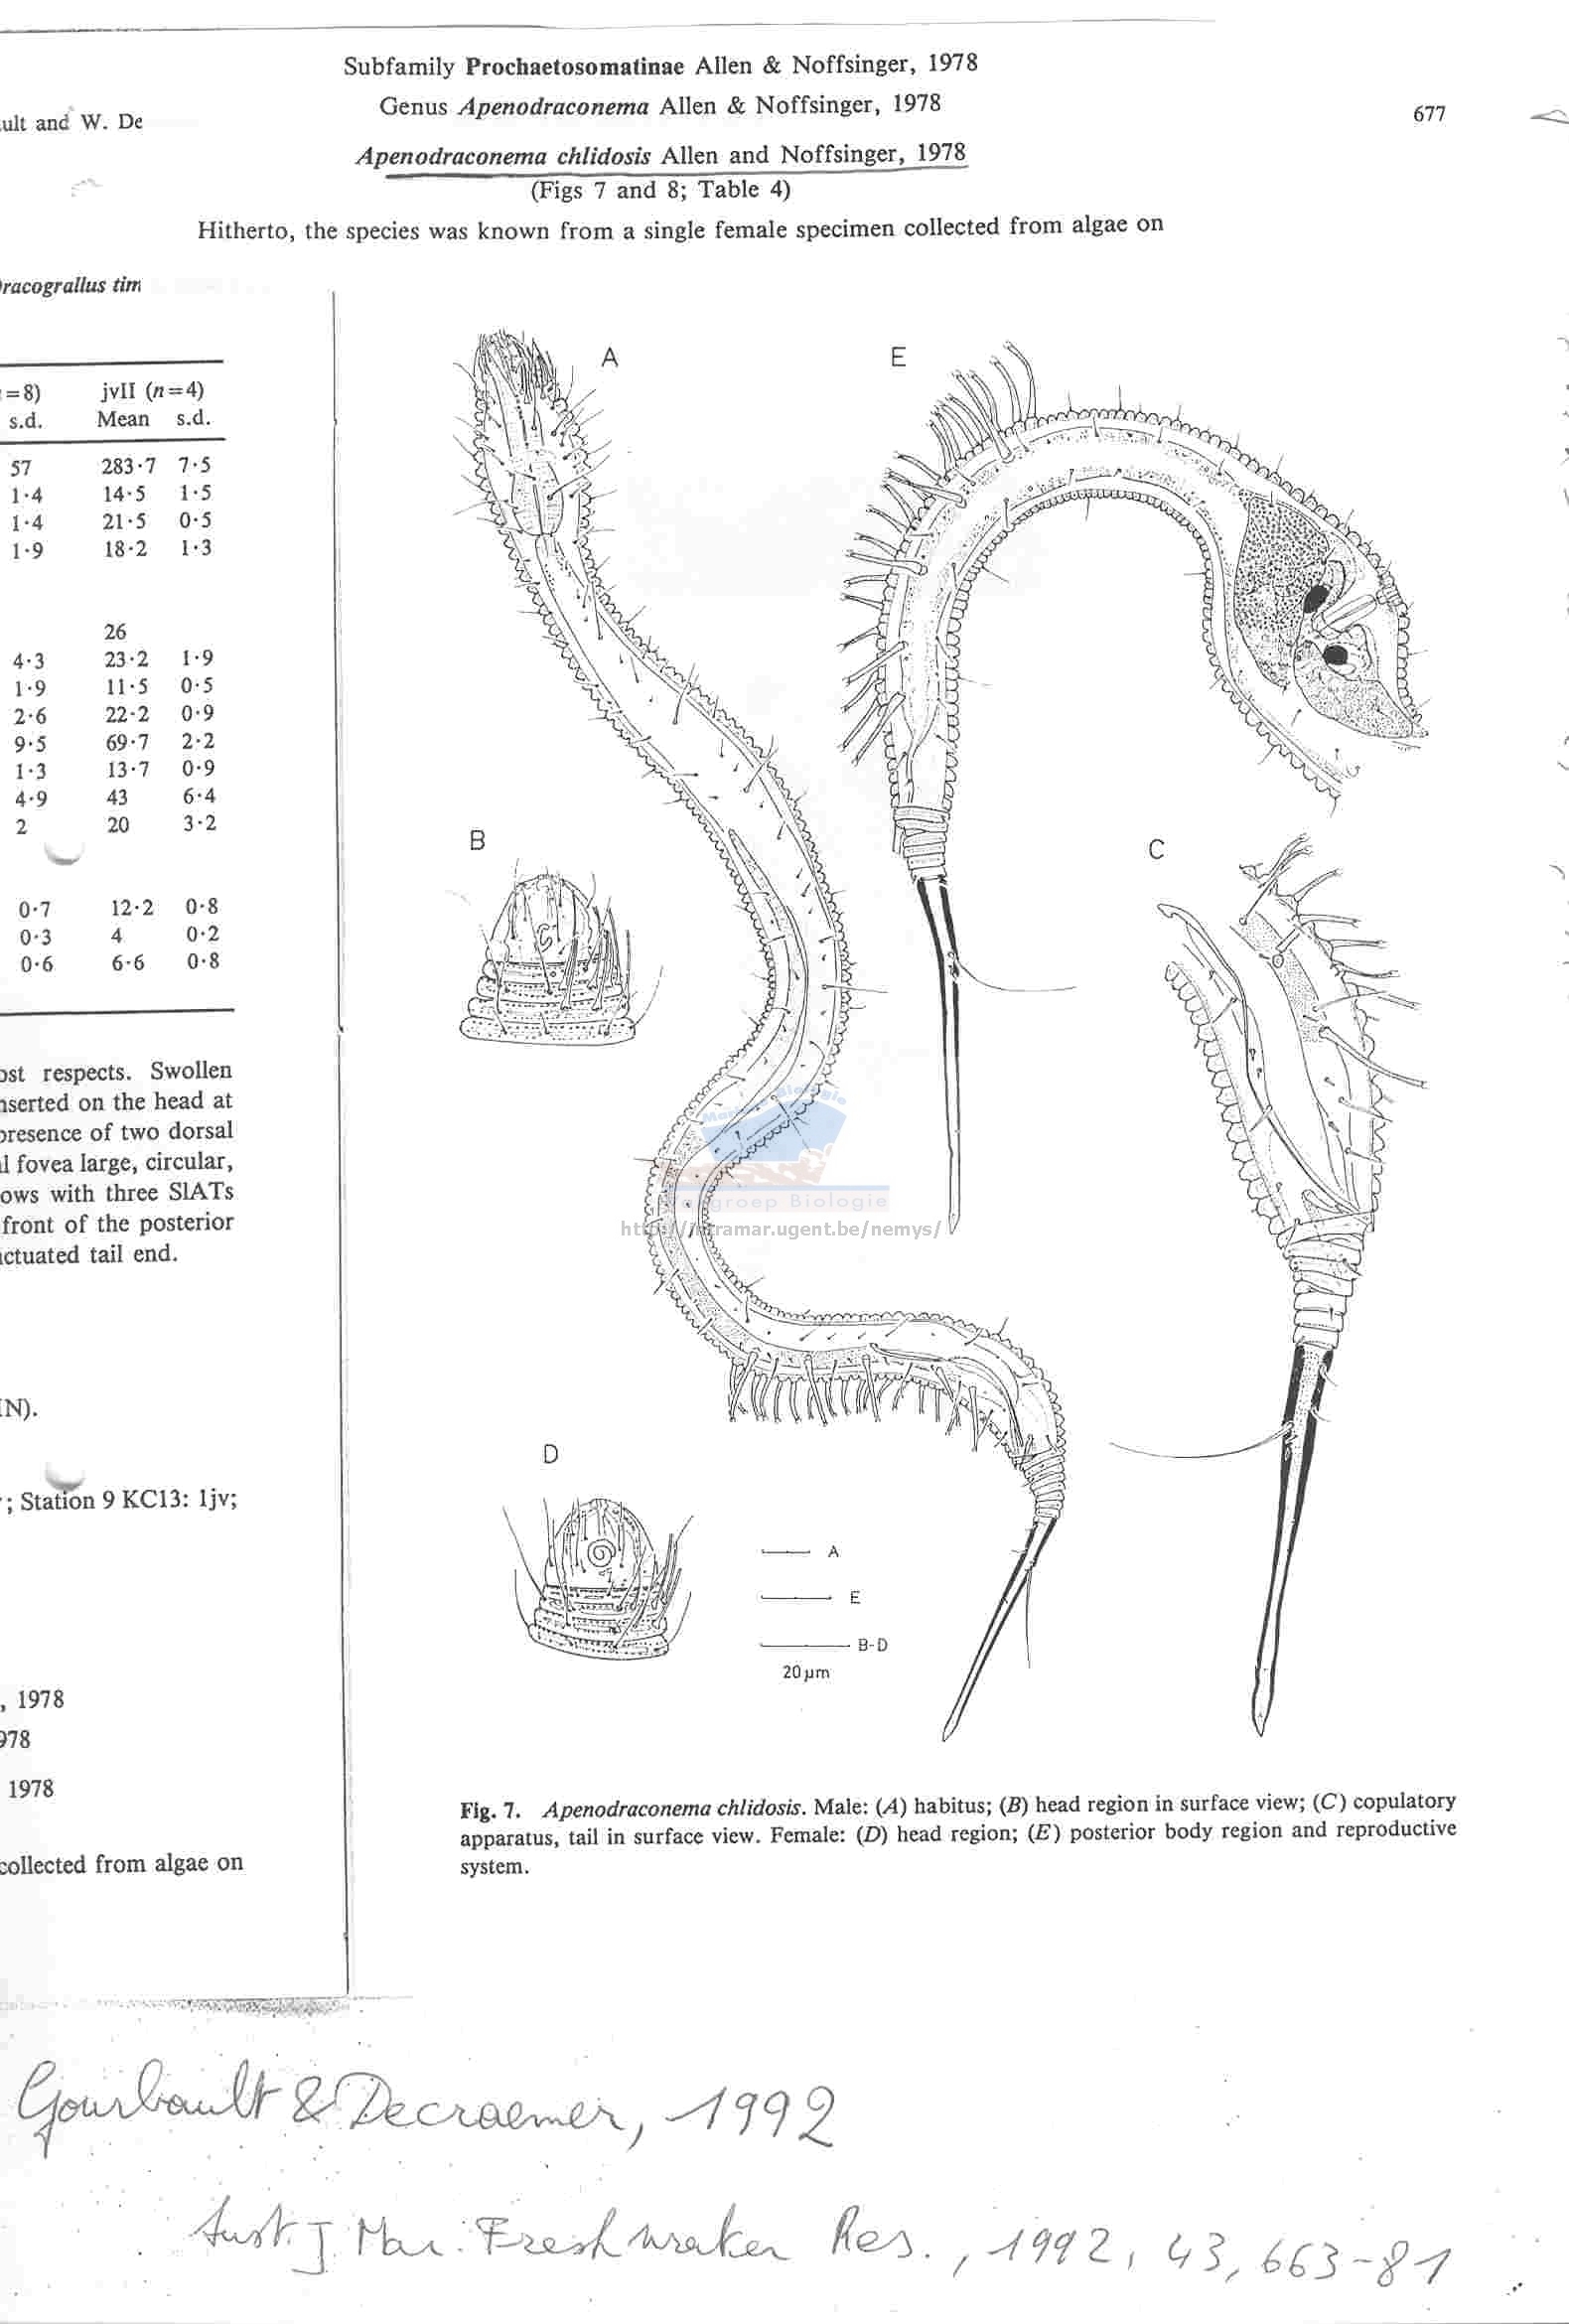 Subfamily Prochaetosomatinae Allen & Noffsinger, 1978
Genus Apenodraconema Allen & Noffsinger, 1978
677
ult and W. De
Apenodraconema chlidosis Allen and Noffsinger, 1978
(Figs 7 and 8; Table 4)
Hitherto, the species was known from a single female specimen collected from algae on
racograllus tim
=8) jvII (n=4)
s.d. Mean s.d.
57 283·7 7·5
1·4 14·5 1·5
1·4 21·5 0·5
1·9 18·2 1·3
26
4·3 23·2 1·9
1·9 11·5 0·5
2·6 22·2 0·9
9·5 69·7 2·2
1·3 13·7 0·9
4·9 43 6·4
2 20 3·2
0·7 12·2 0·8
0·3 4 0·2
0·6 6·6 0·8
ost respects. Swollen
nserted on the head at
presence of two dorsal
l fovea large, circular,
ows with three SlATs
front of the posterior
nctuated tail end.
IN).
; Station 9 KC13: 1jv;
, 1978
978
1978
collected from algae on
A
E
B
C
D
Marine Biologie
groep Biologie
http://intramar.ugent.be/nemys/
A
E
B-D
20 µm
Fig. 7. Apenodraconema chlidosis. Male: (A) habitus; (B) head region in surface view; (C) copulatory
apparatus, tail in surface view. Female: (D) head region; (E) posterior body region and reproductive
system.
Gourbault & Decraemer, 1992
Aust. J. Mar. Freshwater Res., 1992, 43, 663-81